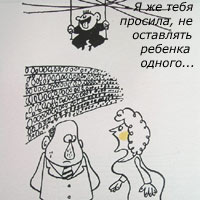 Я же тебя
просила, не
оставлять
ребенка
одного...